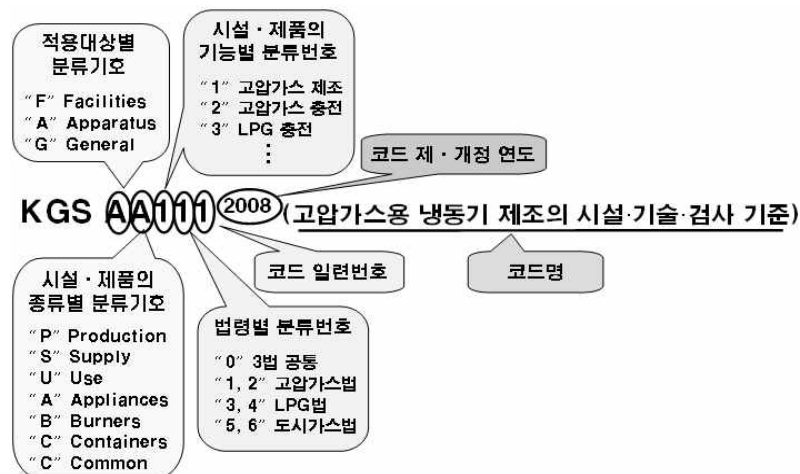 적용대상별
분류기호
"F" Facilities
"A" Apparatus
"G" General
시설·제품의
기능별 분류번호
"1" 고압가스 제조
"2" 고압가스 충전
"3" LPG 충전
⋮
코드 제·개정 연도
KGS AA111 2008 (고압가스용 냉동기 제조의 시설·기술·검사 기준)
시설·제품의
종류별 분류기호
"P" Production
"S" Supply
"U" Use
"A" Appliances
"B" Burners
"C" Containers
"C" Common
법령별 분류번호
"0" 3법 공통
"1, 2" 고압가스법
"3, 4" LPG법
"5, 6" 도시가스법
코드 일련번호
코드명